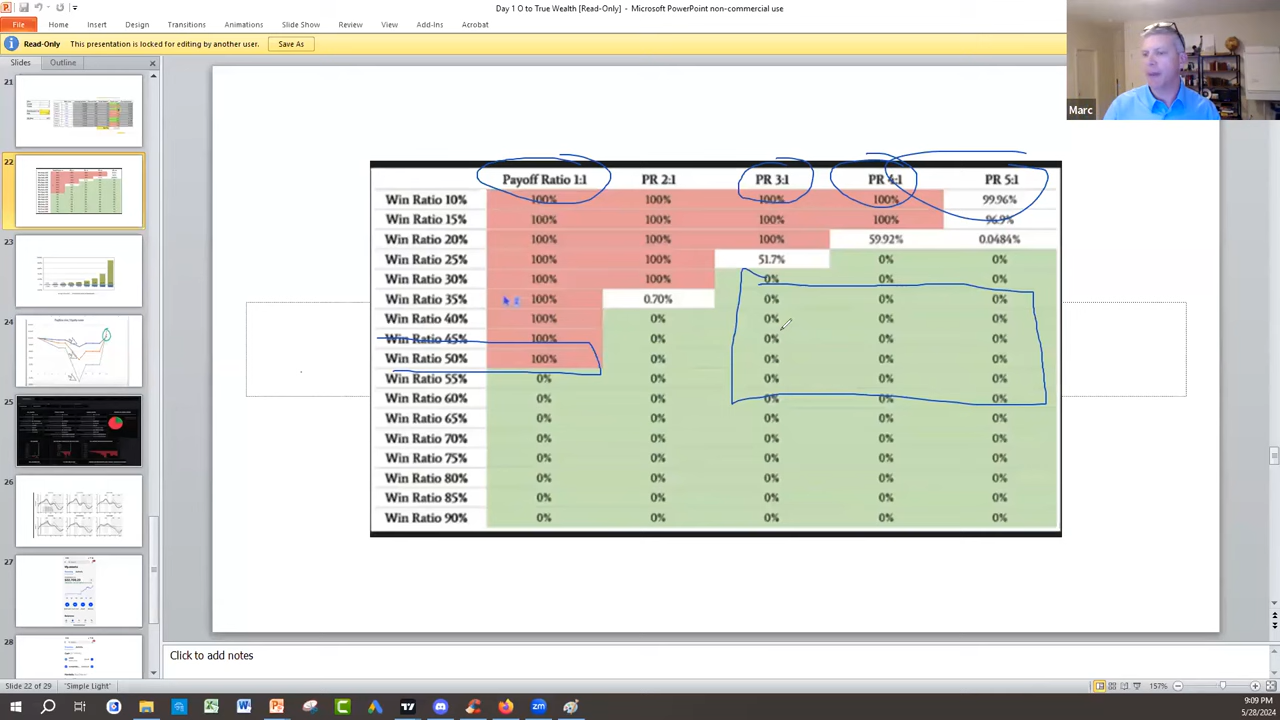 Day 1 O to True Wealth [Read-Only] - Microsoft PowerPoint non-commercial use
File Home Insert Design Transitions Animations Slide Show Review View Add-Ins Acrobat
Read-Only This presentation is locked for editing by another user. Save As
Slides Outline
Marc
21
22
23
24
25
26
27
28
Payoff Ratio 1:1 PR 2:1 PR 3:1 PR 4:1 PR 5:1
Win Ratio 10% 100% 100% 100% 100% 99.96%
Win Ratio 15% 100% 100% 100% 100% 96.9%
Win Ratio 20% 100% 100% 100% 59.92% 0.0484%
Win Ratio 25% 100% 100% 51.7% 0% 0%
Win Ratio 30% 100% 100% 0% 0% 0%
Win Ratio 35% 100% 0.70% 0% 0% 0%
Win Ratio 40% 100% 0% 0% 0% 0%
Win Ratio 45% 100% 0% 0% 0% 0%
Win Ratio 50% 100% 0% 0% 0% 0%
Win Ratio 55% 0% 0% 0% 0% 0%
Win Ratio 60% 0% 0% 0% 0% 0%
Win Ratio 65% 0% 0% 0% 0% 0%
Win Ratio 70% 0% 0% 0% 0% 0%
Win Ratio 75% 0% 0% 0% 0% 0%
Win Ratio 80% 0% 0% 0% 0% 0%
Win Ratio 85% 0% 0% 0% 0% 0%
Win Ratio 90% 0% 0% 0% 0% 0%
Click to add notes
Slide 22 of 29 "Simple Light" 157%
9:09 PM
5/28/2024